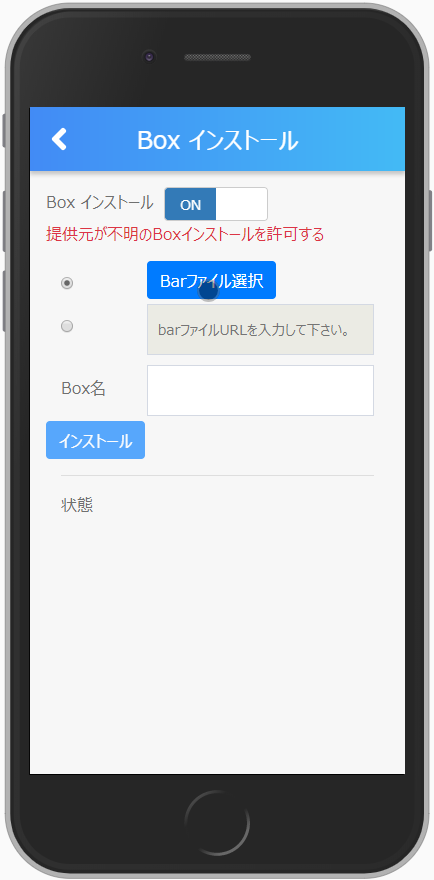 Box インストール
Box インストール ON
提供元が不明のBoxインストールを許可する
Barファイル選択
barファイルURLを入力して下さい。
Box名
インストール
状態